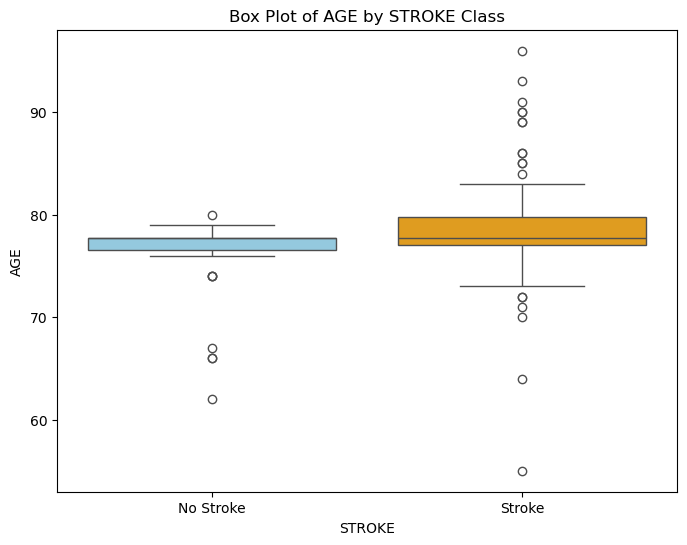 Box Plot of AGE by STROKE Class
90
80
70
60
AGE
No Stroke
Stroke
STROKE